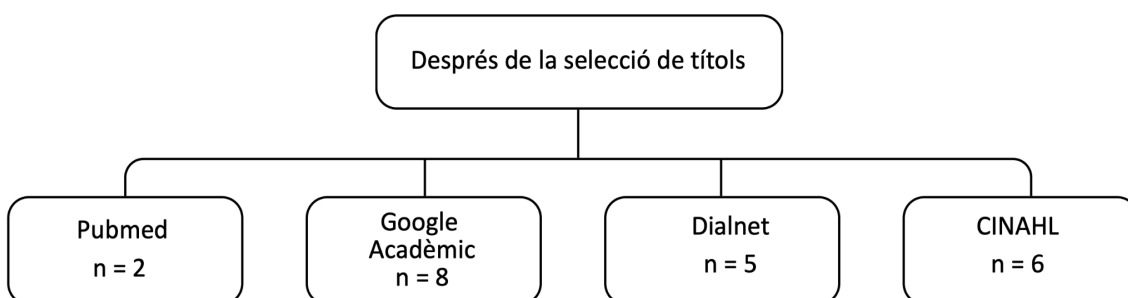 Després de la selecció de títols
Pubmed
n = 2
Google
Acadèmic
n = 8
Dialnet
n = 5
CINAHL
n = 6